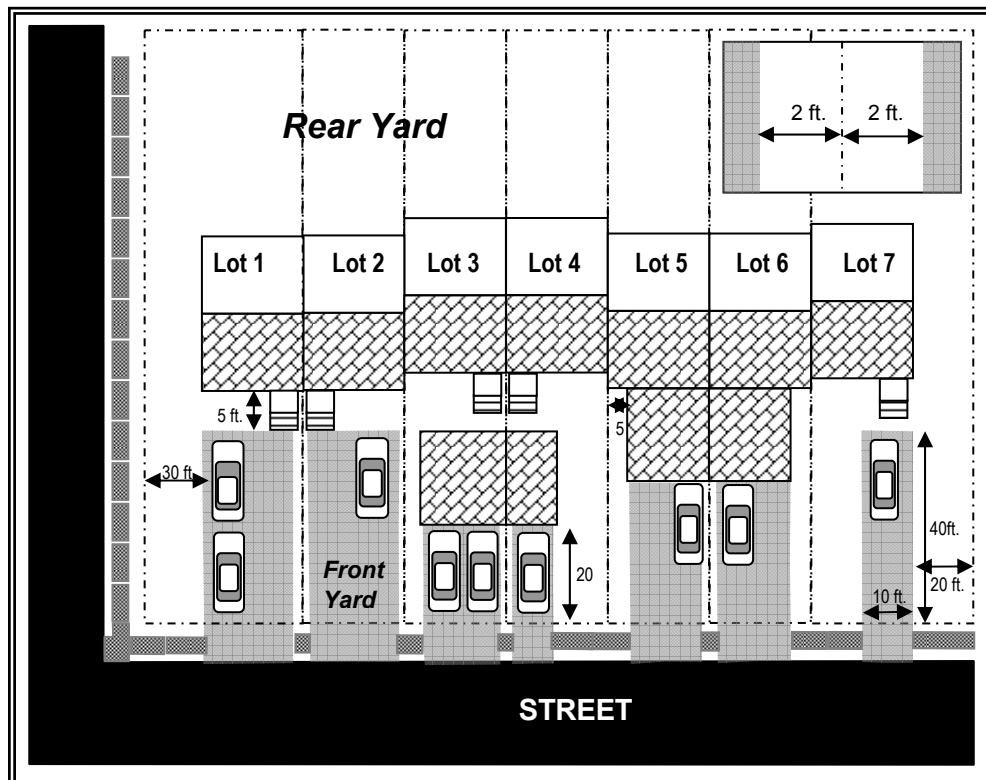 2 ft. 2 ft.
Rear Yard
Lot 1 Lot 2 Lot 3 Lot 4 Lot 5 Lot 6 Lot 7
5 ft.
5
30 ft
40ft.
20
Front
Yard
20 ft.
10 ft.
STREET